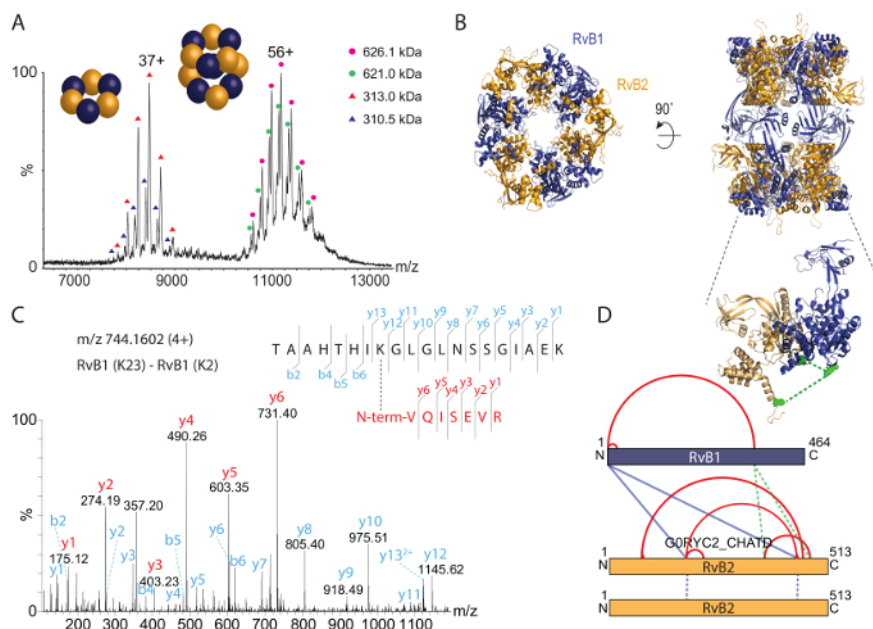 A
37+
56+
626.1 kDa
621.0 kDa
313.0 kDa
310.5 kDa
100
%
0
7000
9000
11000
13000
m/z
B
RvB1
RvB2
90°
C
m/z 744.1602 (4+)
RvB1 (K23) - RvB1 (K2)
y13 y11 y9 y7 y5 y3 y1
y12 y10 y8 y6 y4 y2
T A A H T H I K G L G L N S S G I A E K
b2 b4 b6
b5
y6 y5 y3 y1
y4 y2
N-term-V Q I S E V R
100
%
0
y6
731.40
y4
490.26
y5
603.35
y2
274.19
357.20
b2
y1
175.12
y1
y2
y3
y3
403.23
b4
b5
y4
y5
y6
b6
y7
y8
805.40
y9
918.49
y10
975.51
y13²⁺
y11
y12
1145.62
200 400 600 800 1000 1100 m/z
D
1
464
N RvB1 C
G0RYC2_CHATD
1
513
N RvB2 C
1
513
N RvB2 C